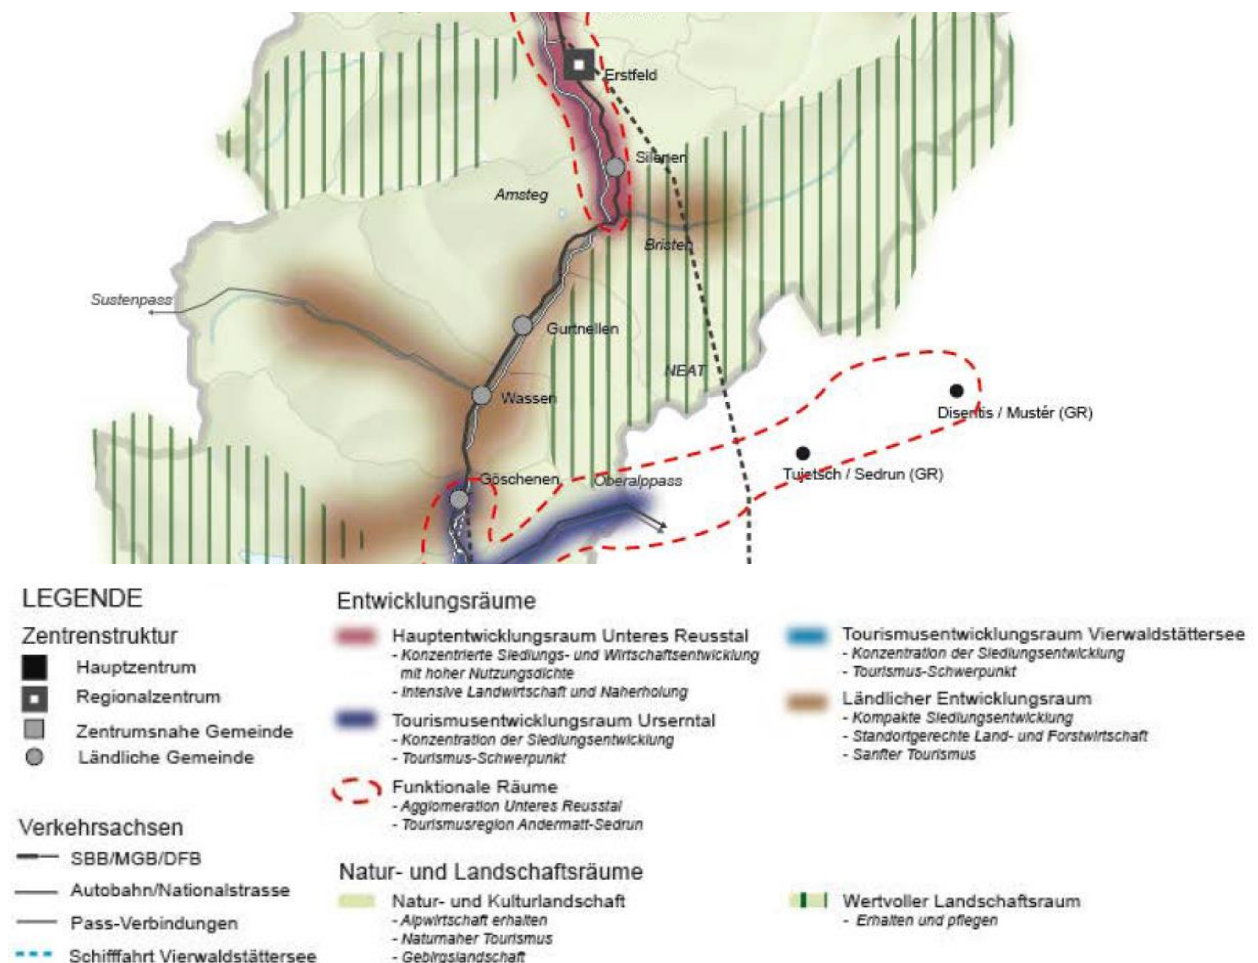 Erstfeld
Silenen
Amsteg
Bristen
Sustenpass
Gurtnellen
NEAT
Wassen
Disentis / Mustér (GR)
Tujetsch / Sedrun (GR)
Göschenen
Oberalppass
LEGENDE
Zentrenstruktur
Hauptzentrum
Regionalzentrum
Zentrumsnahe Gemeinde
Ländliche Gemeinde
Verkehrsachsen
SBB/MGB/DFB
Autobahn/Nationalstrasse
Pass-Verbindungen
Schifffahrt Vierwaldstättersee
Entwicklungsräume
Hauptentwicklungsraum Unteres Reusstal
- Konzentrierte Siedlungs- und Wirtschaftsentwicklung
mit hoher Nutzungsdichte
- Intensive Landwirtschaft und Naherholung
Tourismusentwicklungsraum Urserntal
- Konzentration der Siedlungsentwicklung
- Tourismus-Schwerpunkt
Funktionale Räume
- Agglomeration Unteres Reusstal
- Tourismusregion Andermatt-Sedrun
Tourismusentwicklungsraum Vierwaldstättersee
- Konzentration der Siedlungsentwicklung
- Tourismus-Schwerpunkt
Ländlicher Entwicklungsraum
- Kompakte Siedlungsentwicklung
- Standortgerechte Land- und Forstwirtschaft
- Sanfter Tourismus
Natur- und Landschaftsräume
Natur- und Kulturlandschaft
- Alpwirtschaft erhalten
- Naturnaher Tourismus
- Gebirgslandschaft
Wertvoller Landschaftsraum
- Erhalten und pflegen